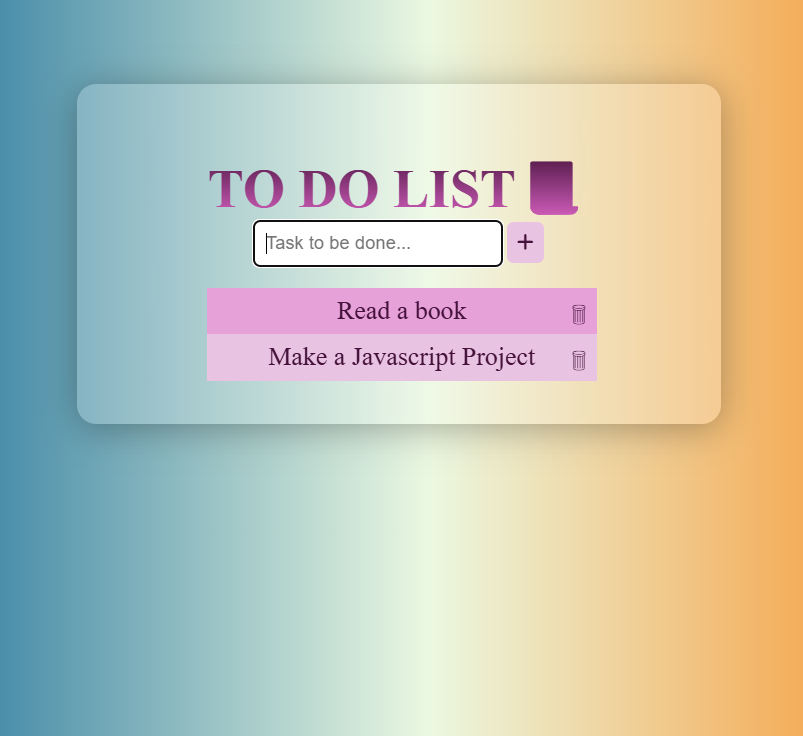 TO DO LIST
Task to be done...
+
Read a book
Make a Javascript Project